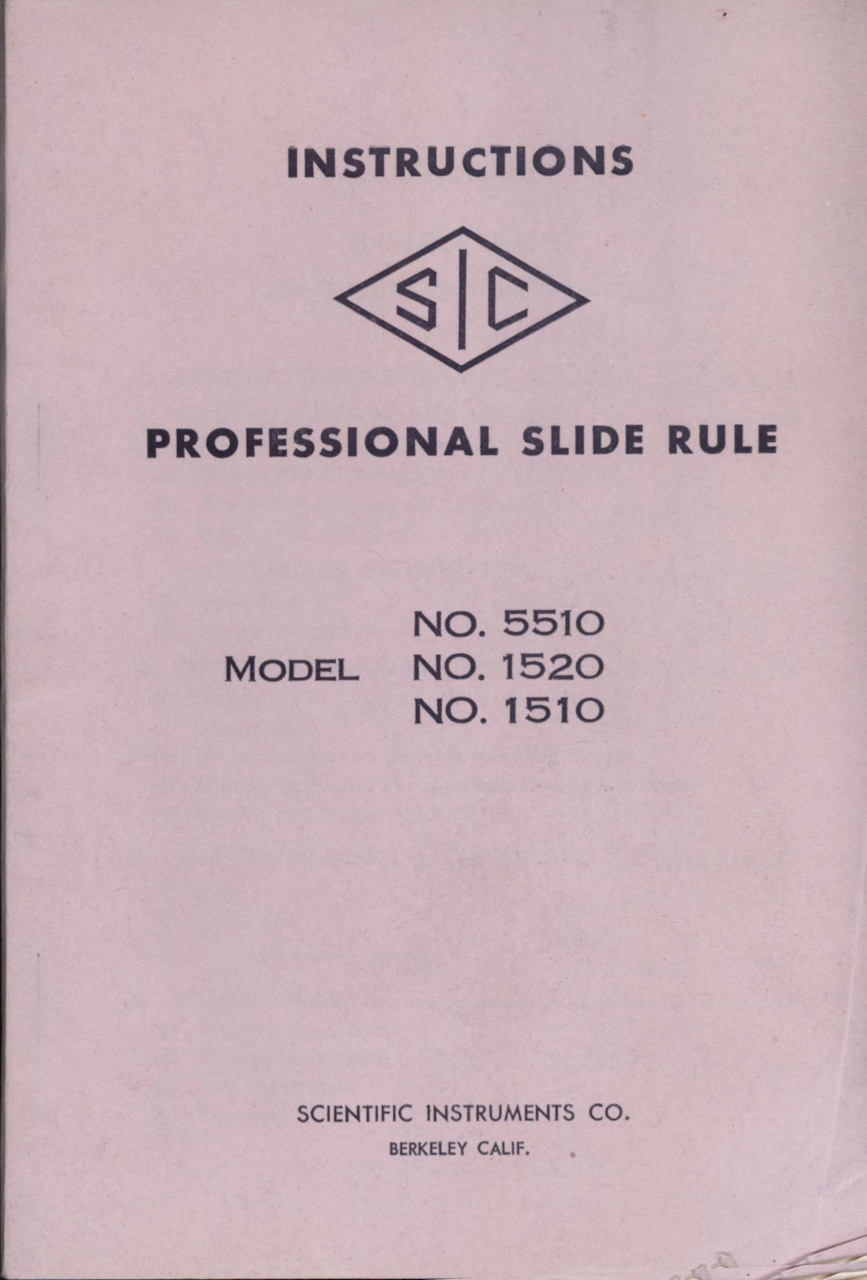 INSTRUCTIONS
S|C
PROFESSIONAL SLIDE RULE
NO. 5510
MODEL NO. 1520
NO. 1510
SCIENTIFIC INSTRUMENTS CO.
BERKELEY CALIF.